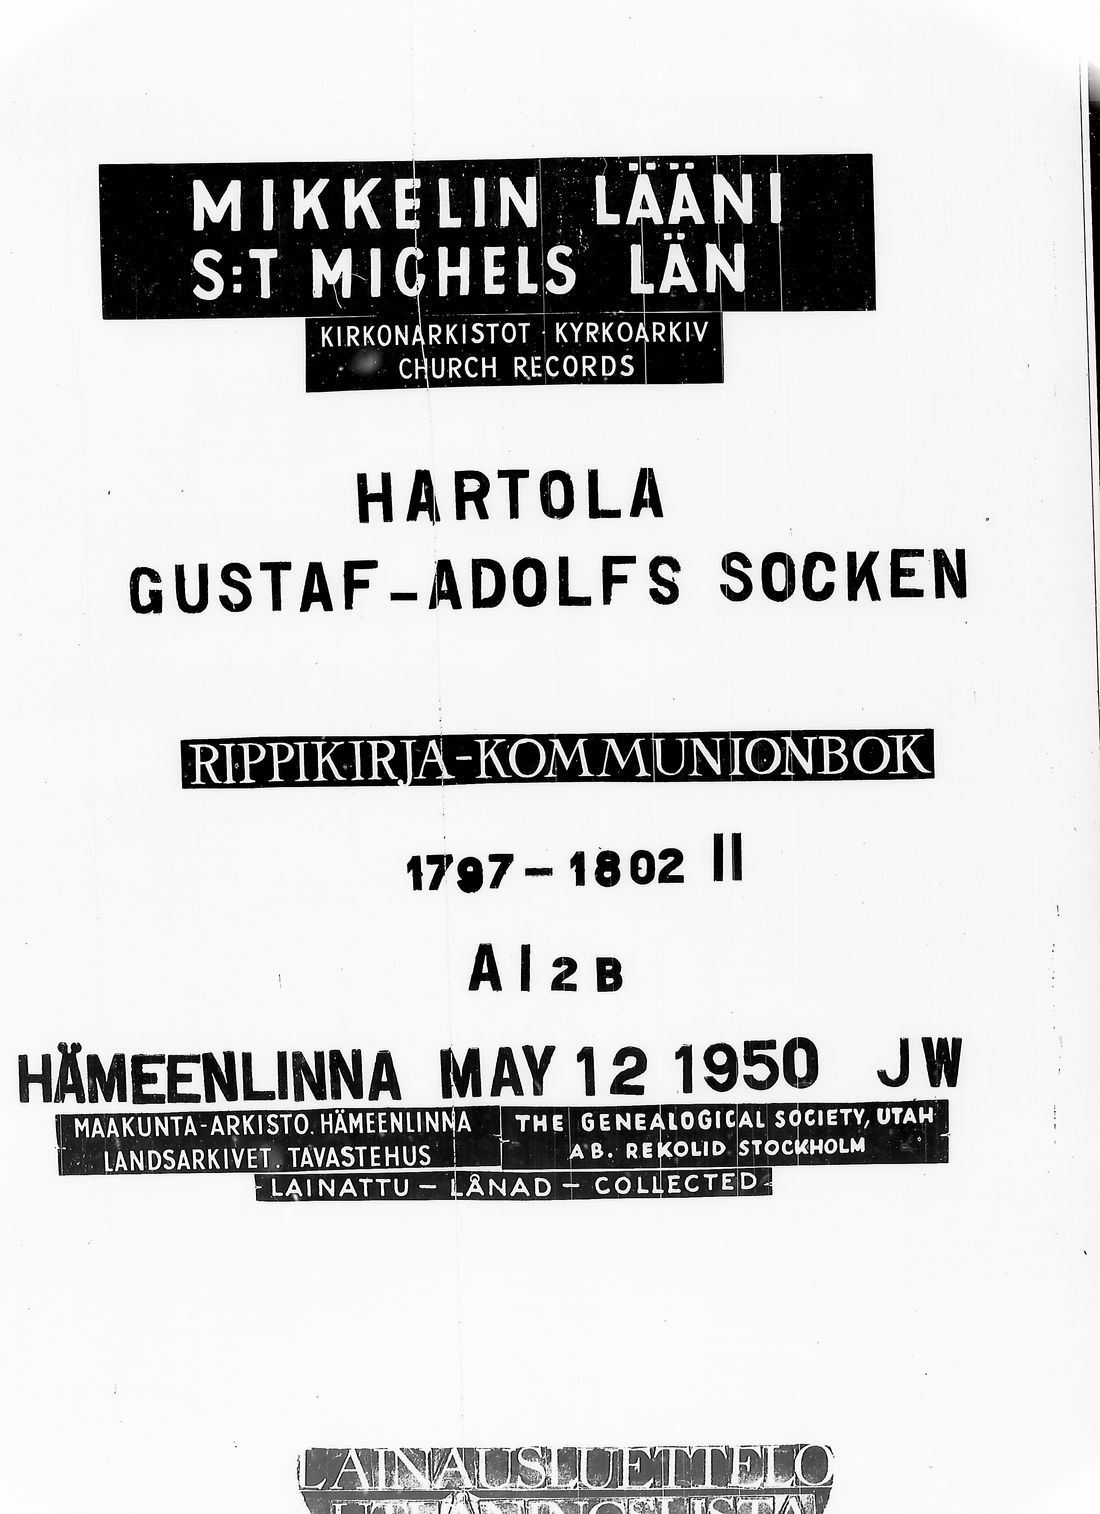 MIKKELIN LÄÄNI
S:T MICHELS LÄN
KIRKONARKISTOT · KYRKOARKIV
CHURCH RECORDS
HARTOLA
GUSTAF-ADOLFS SOCKEN
RIPPIKIRJA-KOMMUNIONBOK
1797-1802 II
A I 2 B
HÄMEENLINNA MAY 12 1950 JW
MAAKUNTA-ARKISTO. HÄMEENLINNA
LANDSARKIVET. TAVASTEHUS
THE GENEALOGICAL SOCIETY, UTAH
A'B. REKOLID STOCKHOLM
LAINATTU - LÅNAD - COLLECTED
LAINAUSLUETTELO